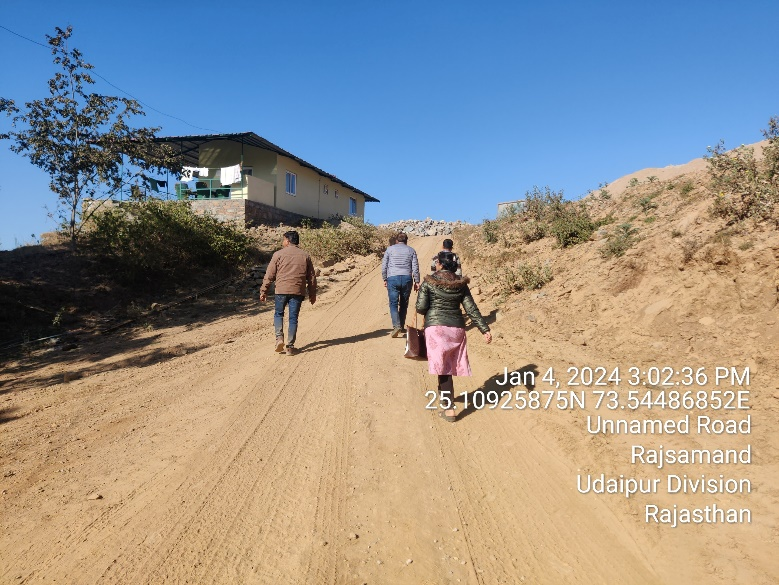 Jan 4, 2024 3:02:36 PM
25.10925875N 73.54486852E
Unnamed Road
Rajsamand
Udaipur Division
Rajasthan